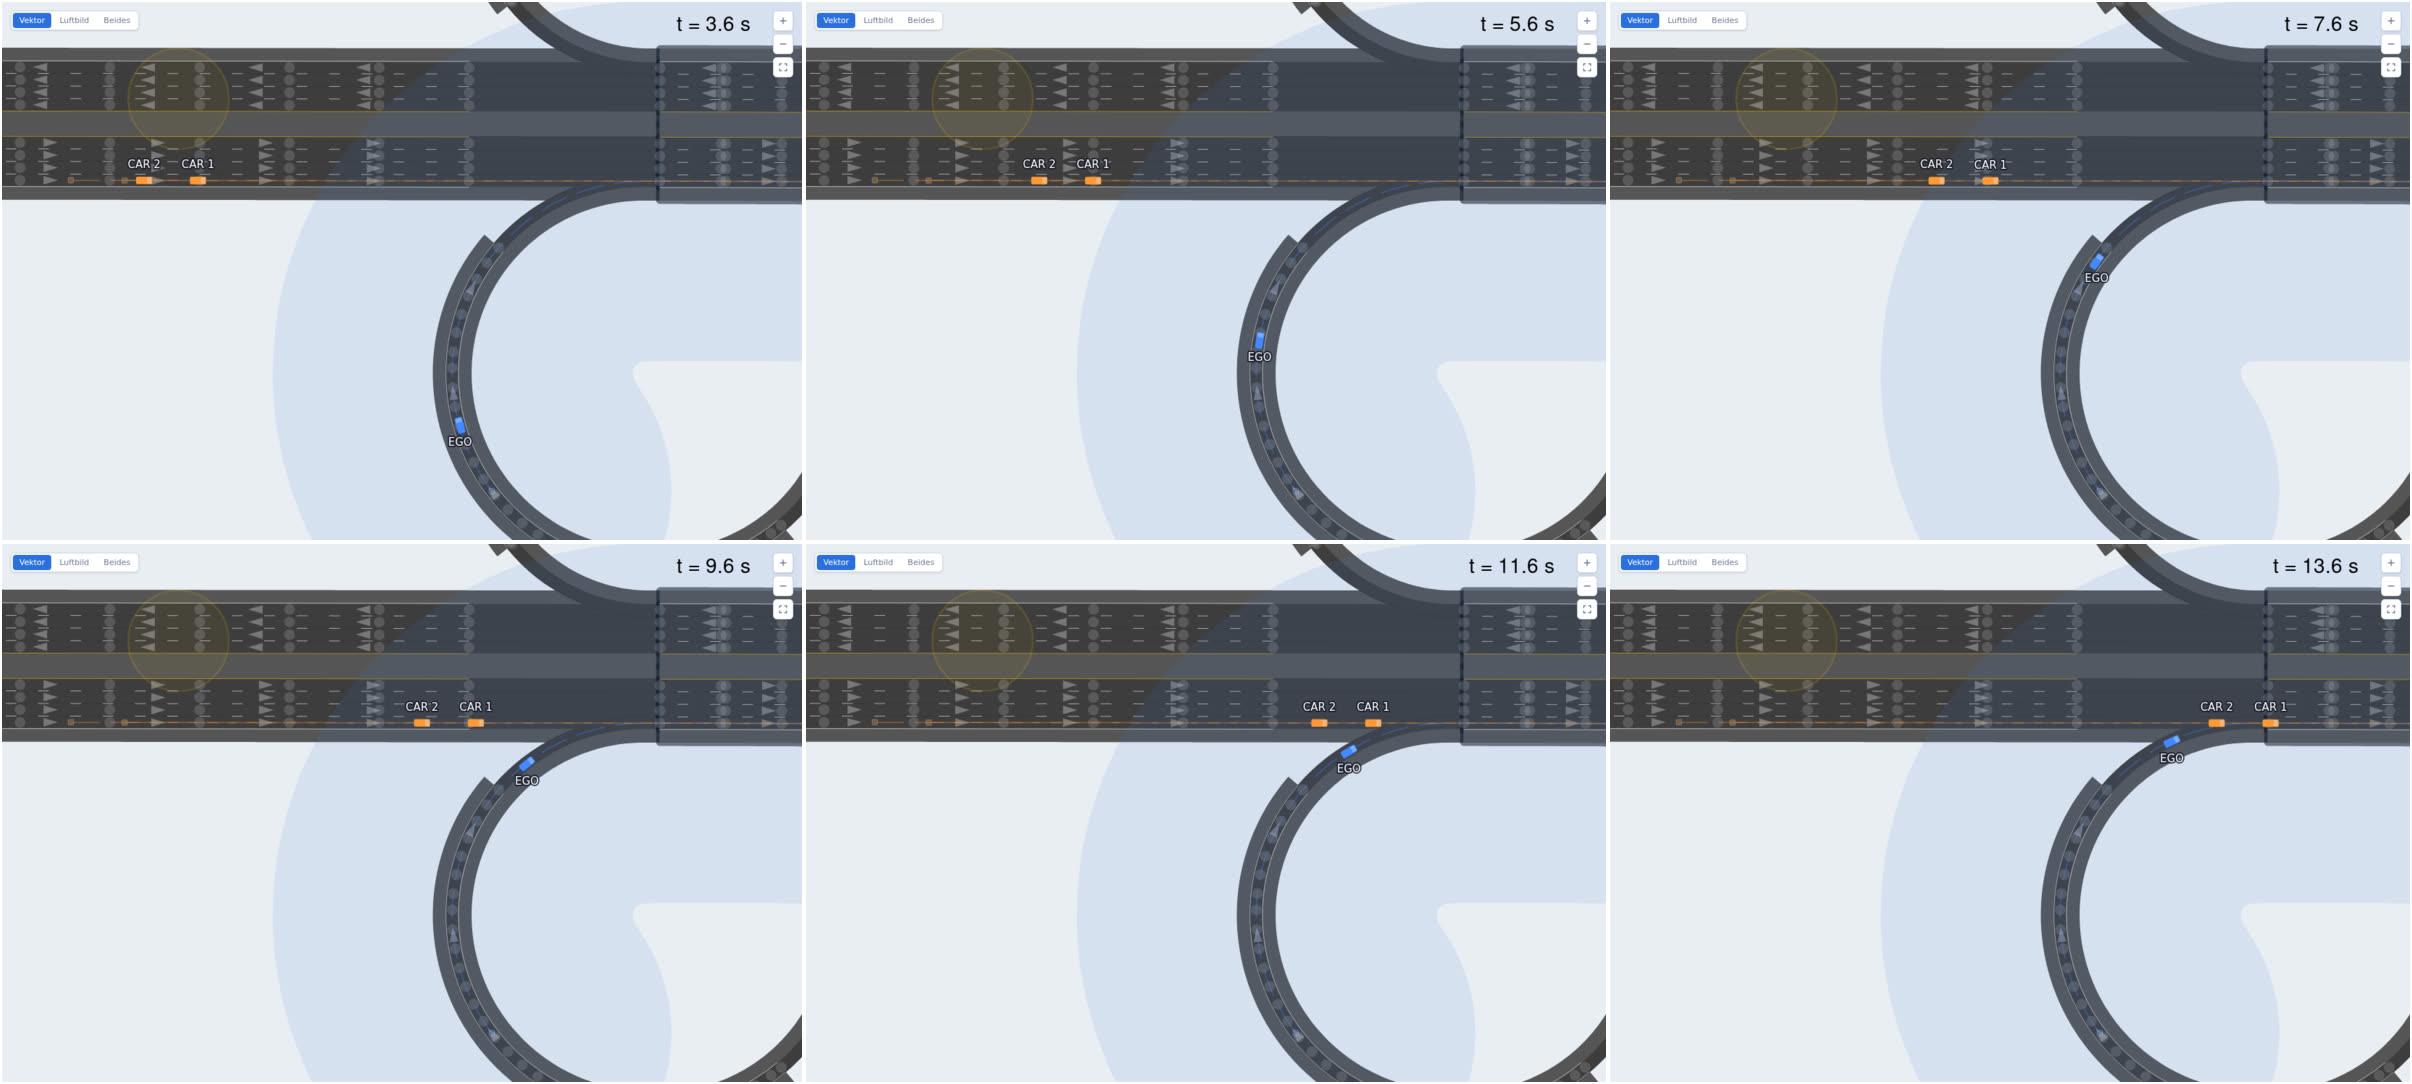 Vektor Luftbild Beides
t = 3.6 s
+
−
CAR 2 CAR 1
EGO
Vektor Luftbild Beides
t = 5.6 s
+
−
CAR 2 CAR 1
EGO
Vektor Luftbild Beides
t = 7.6 s
+
−
CAR 2 CAR 1
EGO
Vektor Luftbild Beides
t = 9.6 s
+
−
CAR 2 CAR 1
EGO
Vektor Luftbild Beides
t = 11.6 s
+
−
CAR 2 CAR 1
EGO
Vektor Luftbild Beides
t = 13.6 s
+
−
CAR 2 CAR 1
EGO